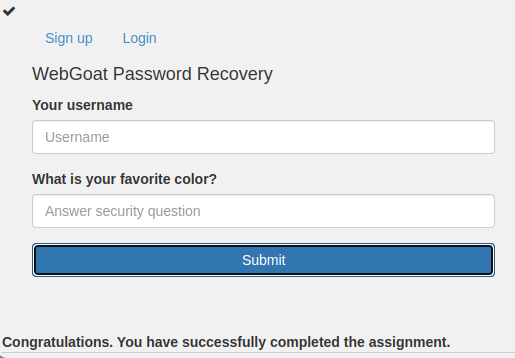 Sign up Login
WebGoat Password Recovery
Your username
Username
What is your favorite color?
Answer security question
Submit
Congratulations. You have successfully completed the assignment.